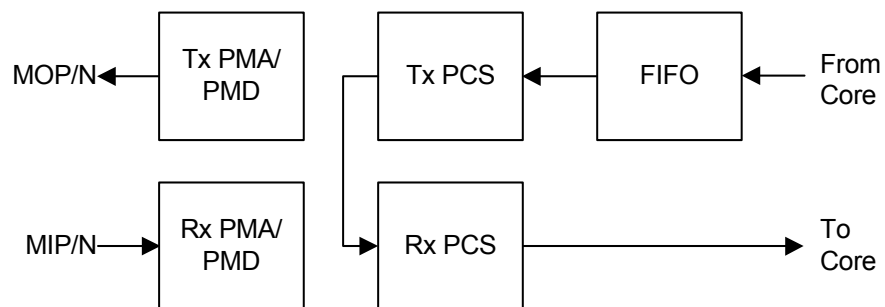 MOP/N
Tx PMA/
PMD
Tx PCS
FIFO
From
Core
MIP/N
Rx PMA/
PMD
Rx PCS
To
Core